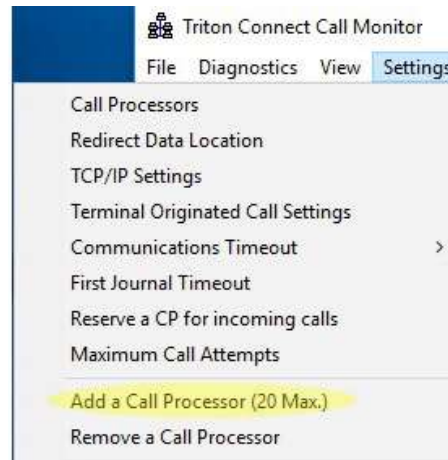 Triton Connect Call Monitor
File Diagnostics View Settings
Call Processors
Redirect Data Location
TCP/IP Settings
Terminal Originated Call Settings
Communications Timeout >
First Journal Timeout
Reserve a CP for incoming calls
Maximum Call Attempts
Add a Call Processor (20 Max.)
Remove a Call Processor